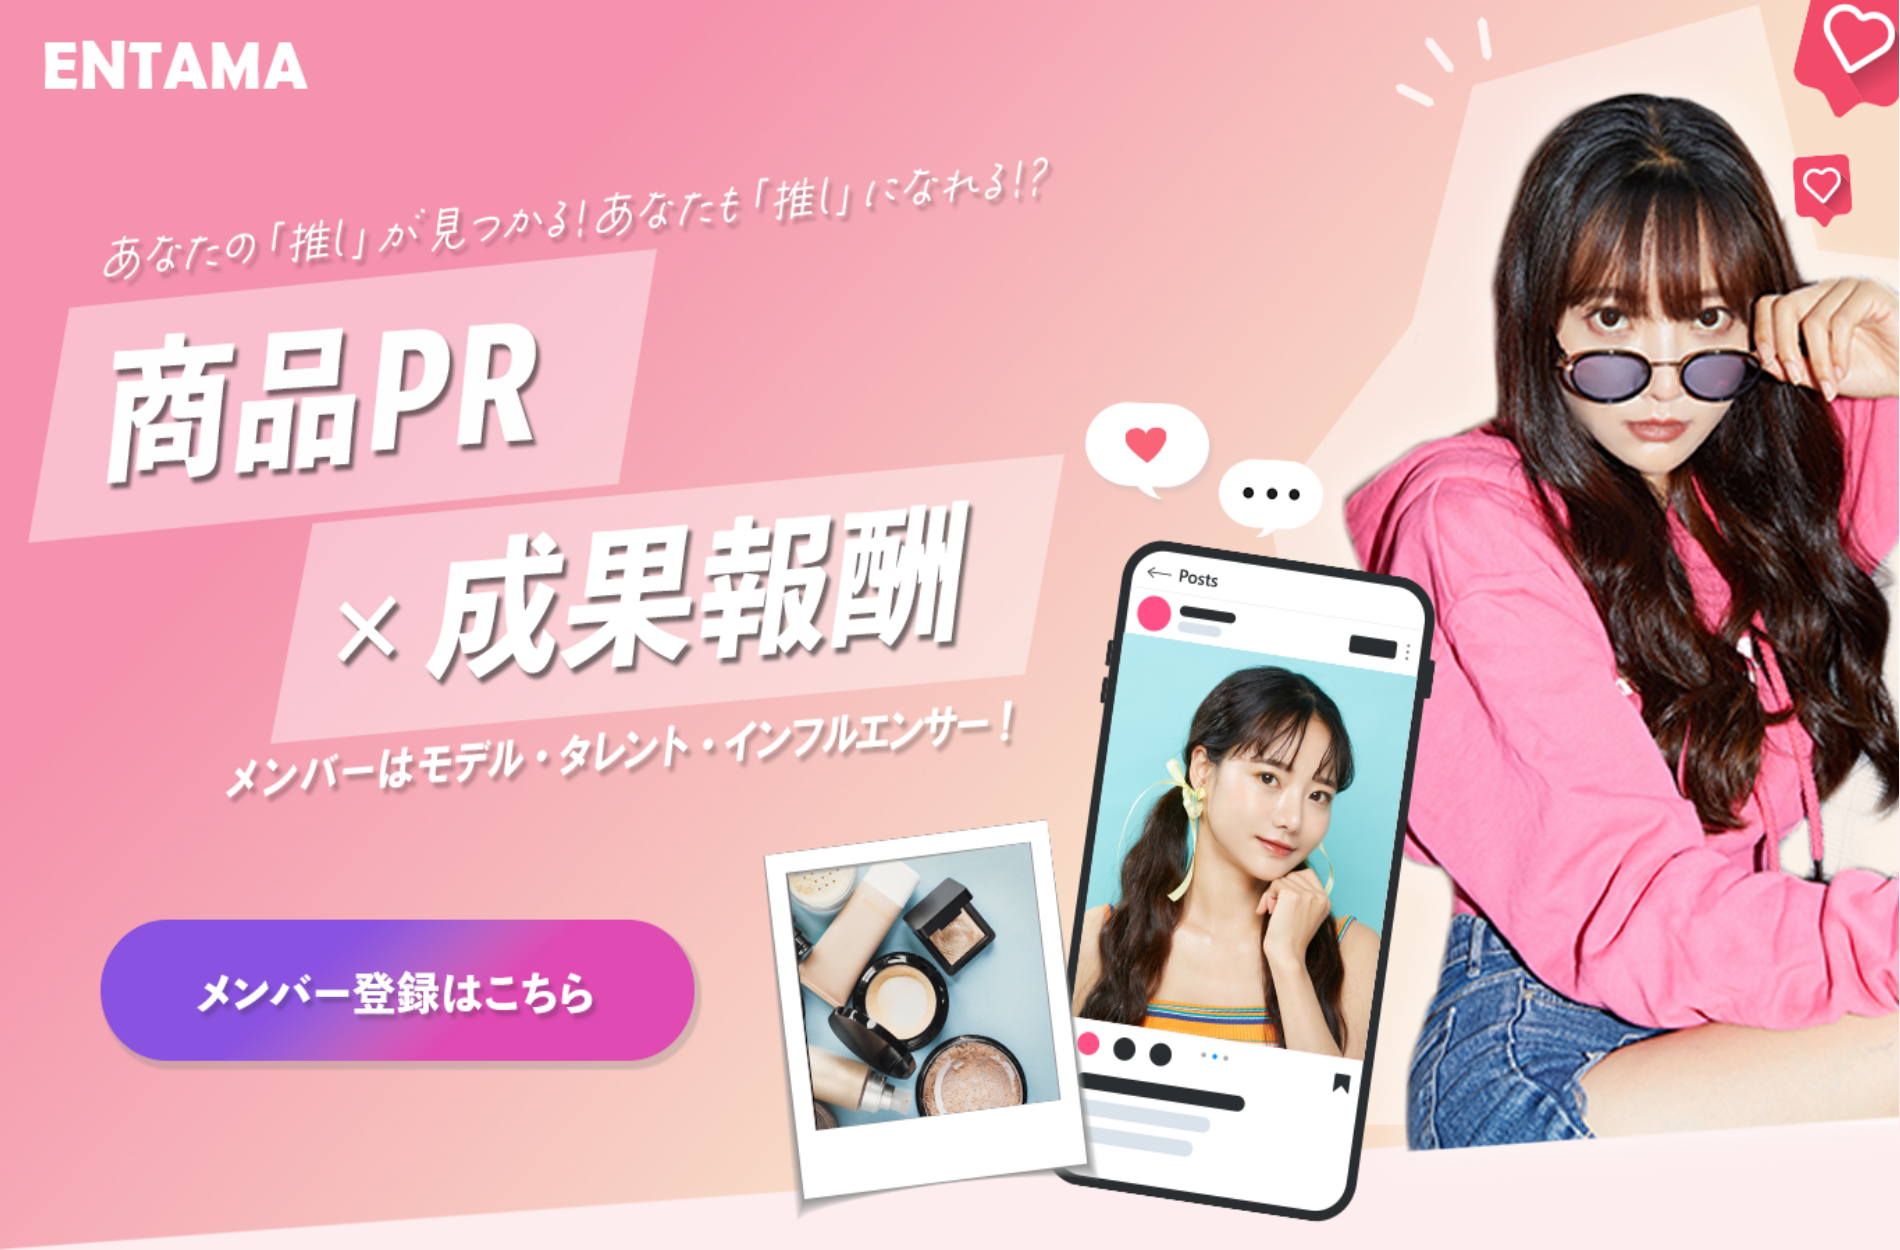 ENTAMA
あなたの「推し」が見つかる!あなたも「推し」になれる!?
商品PR
×成果報酬
メンバーはモデル・タレント・インフルエンサー!
メンバー登録はこちら
← Posts